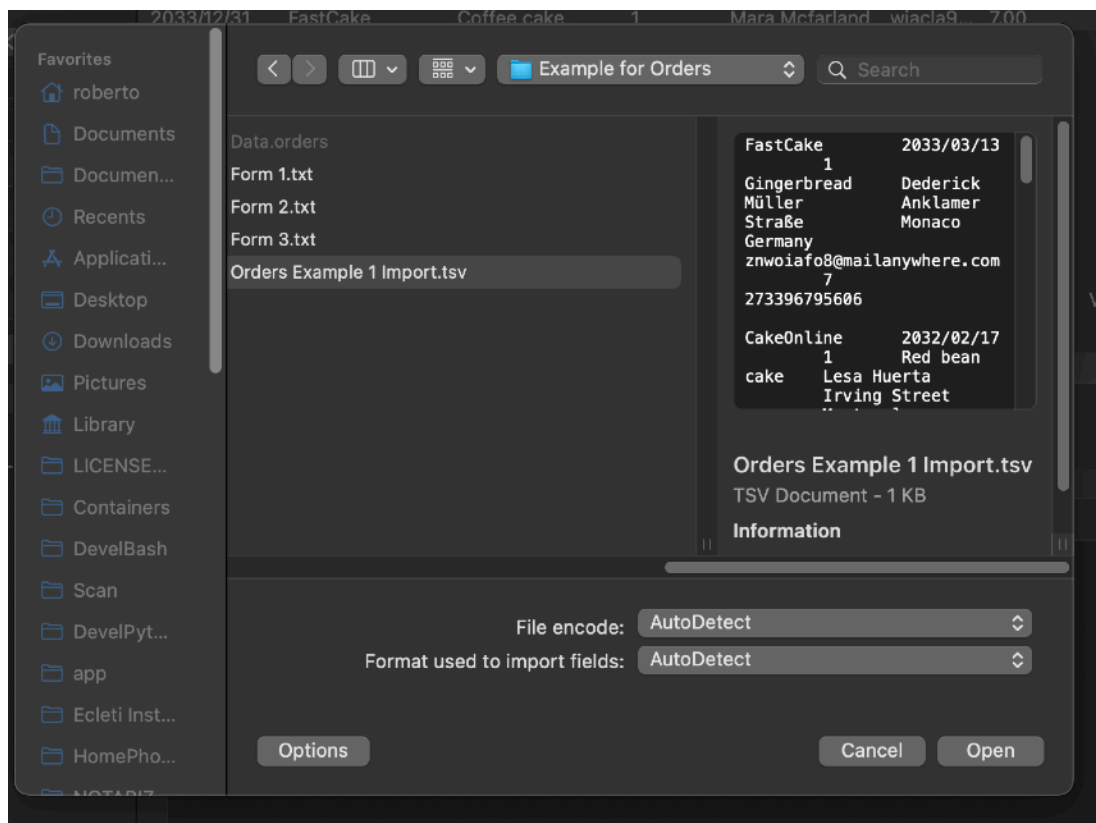 2033/12/31 FastCake Coffee cake 1 Mara Mcfarland wiacla9... 7.00
Favorites
roberto
Documents
Documen...
Recents
Applicati...
Desktop
Downloads
Pictures
Library
LICENSE...
Containers
DevelBash
Scan
DevelPyt...
app
Ecleti Inst...
HomePho...
Example for Orders
Search
Data.orders
Form 1.txt
Form 2.txt
Form 3.txt
Orders Example 1 Import.tsv
FastCake 2033/03/13
1
Gingerbread Dederick
Müller Anklamer
Straße Monaco
Germany
znwoiafo8@mailanywhere.com
7
273396795606
CakeOnline 2032/02/17
1 Red bean
cake Lesa Huerta
Irving Street
Orders Example 1 Import.tsv
TSV Document - 1 KB
Information
File encode: AutoDetect
Format used to import fields: AutoDetect
Options
Cancel Open